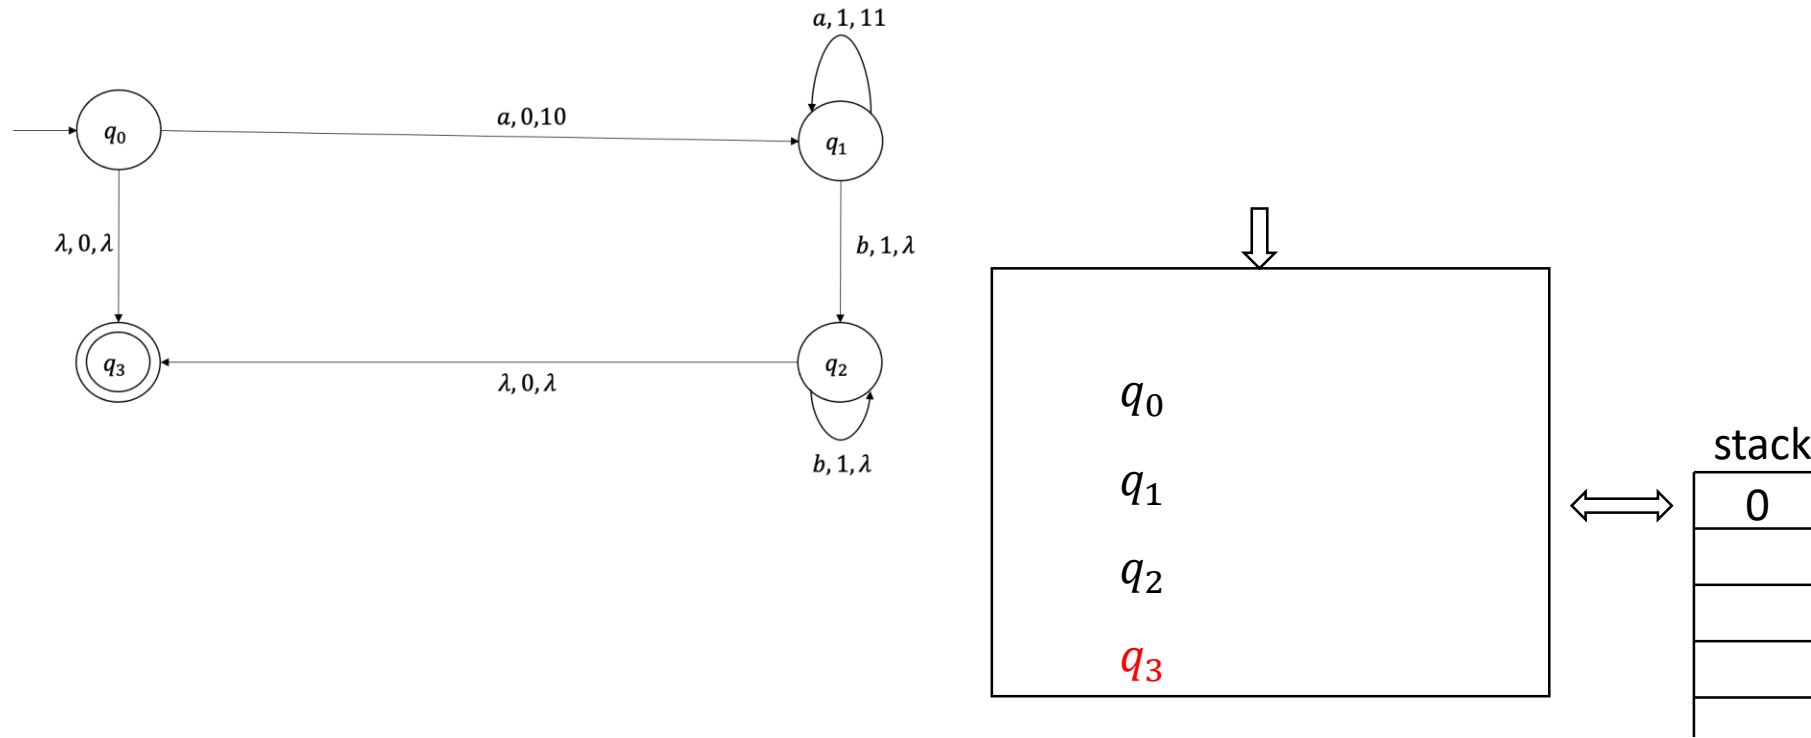 a, 1, 11
a, 0,10
q₀
q₁
λ, 0, λ
b, 1, λ
q₃
q₂
λ, 0, λ
b, 1, λ
q₀
q₁
q₂
q₃
stack
0